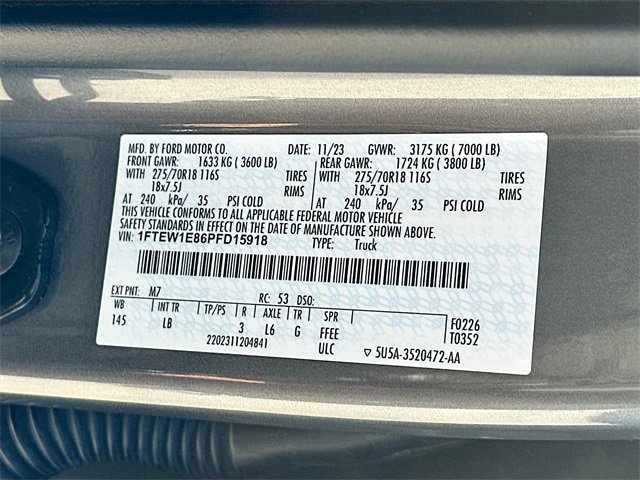 MFD. BY FORD MOTOR CO. DATE: 11/23 GVWR: 3175 KG ( 7000 LB)
FRONT GAWR: 1633 KG ( 3600 LB) REAR GAWR: 1724 KG ( 3800 LB)
WITH 275/70R18 116S TIRES WITH 275/70R18 116S TIRES
18x7.5J RIMS 18x7.5J RIMS
AT 240 kPa/ 35 PSI COLD AT 240 kPa/ 35 PSI COLD
THIS VEHICLE CONFORMS TO ALL APPLICABLE FEDERAL MOTOR VEHICLE
SAFETY STANDARDS IN EFFECT ON THE DATE OF MANUFACTURE SHOWN ABOVE.
VIN: 1FTEW1E86PFD15918 TYPE: Truck
EXT PNT: M7 RC: 53 DSO:
WB INT TR TP/PS R AXLE TR SPR F0226
145 LB 3 L6 G FFEE T0352
2202311204841 ULC ▽ 5U5A-3520472-AA